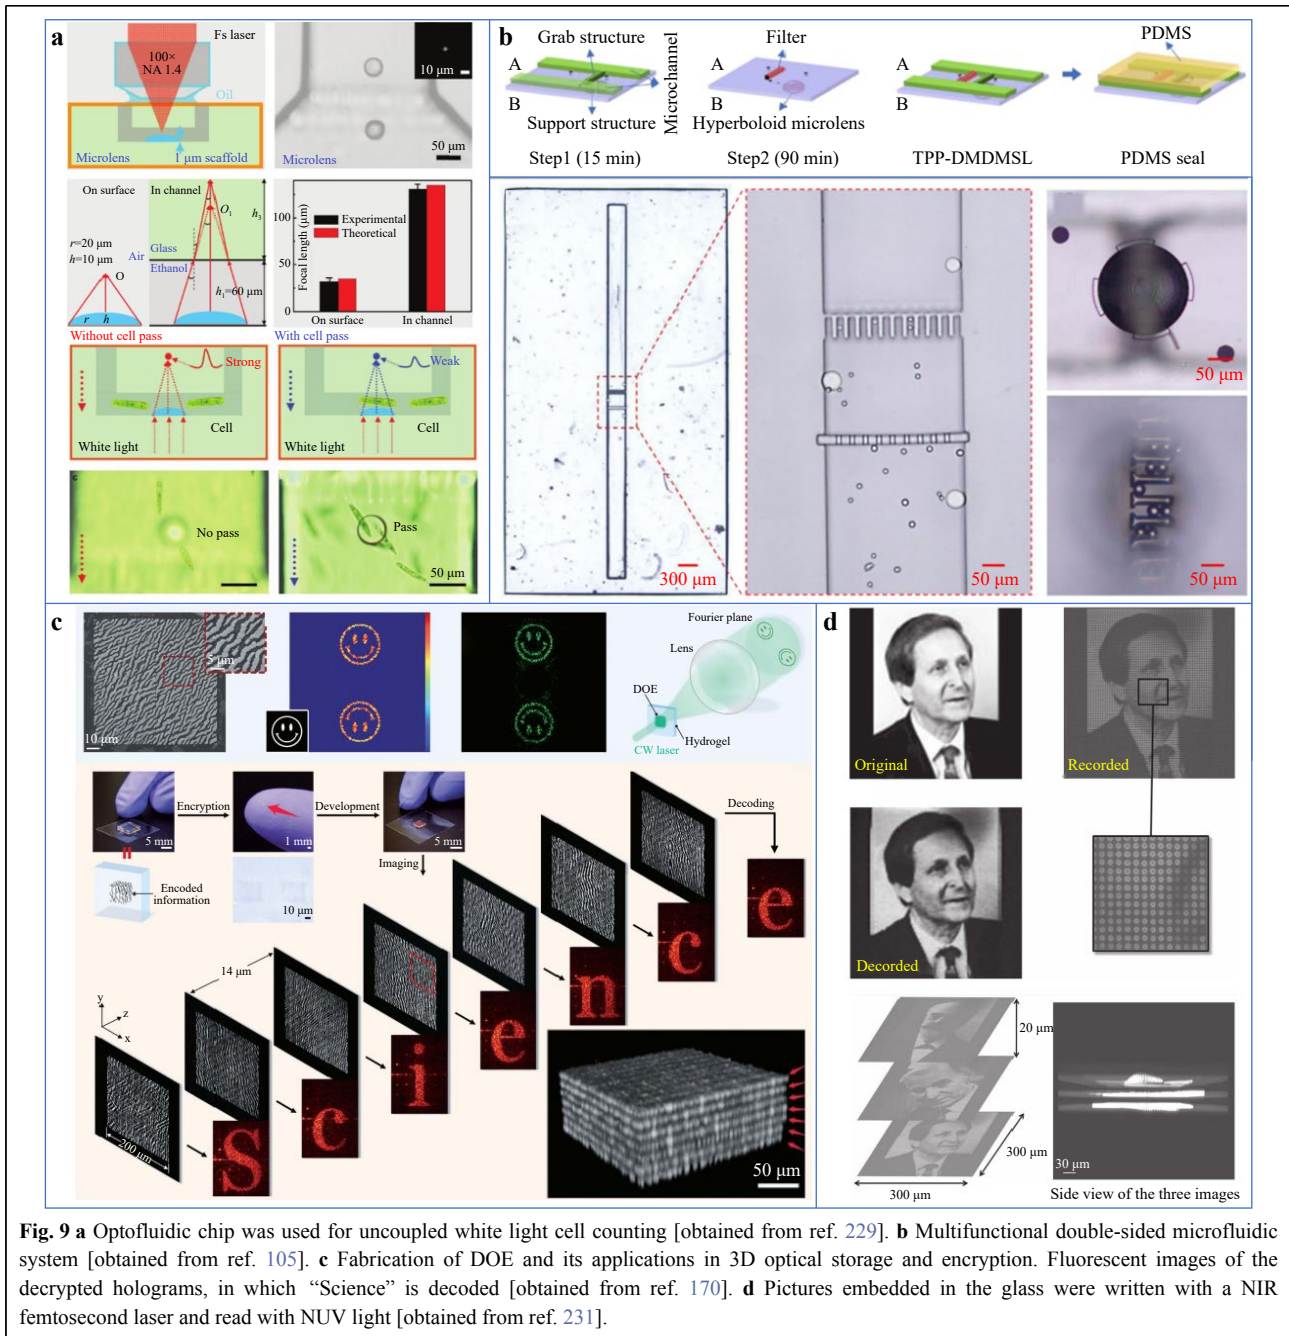 a
Fs laser
100×
NA 1.4
Oil
Microlens
1 μm scaffold
10 μm
Microlens
50 μm
On surface
In channel
r=20 μm
h=10 μm
Air
Glass
Ethanol
O
O₁
h₃
h₁=60 μm
r
h
Focal length (μm)
100
50
0
Experimental
Theoretical
On surface
In channel
Without cell pass
With cell pass
Strong
Weak
Cell
Cell
White light
White light
c
No pass
Pass
50 μm
b
Grab structure
Filter
PDMS
A
B
Microchannel
A
B
A
B
Support structure
Hyperboloid microlens
Step1 (15 min)
Step2 (90 min)
TPP-DMDMSL
PDMS seal
300 μm
50 μm
50 μm
50 μm
c
5 μm
10 μm
Fourier plane
Lens
DOE
Hydrogel
CW laser
Encryption
Development
Decoding
5 mm
1 mm
5 mm
Imaging
Encoded
information
10 μm
14 μm
y
z
x
200 μm
S
c
i
e
n
c
e
50 μm
d
Original
Recorded
Decorded
20 μm
300 μm
300 μm
30 μm
Side view of the three images
Fig. 9 a Optofluidic chip was used for uncoupled white light cell counting [obtained from ref. 229]. b Multifunctional double-sided microfluidic
system [obtained from ref. 105]. c Fabrication of DOE and its applications in 3D optical storage and encryption. Fluorescent images of the
decrypted holograms, in which “Science” is decoded [obtained from ref. 170]. d Pictures embedded in the glass were written with a NIR
femtosecond laser and read with NUV light [obtained from ref. 231].